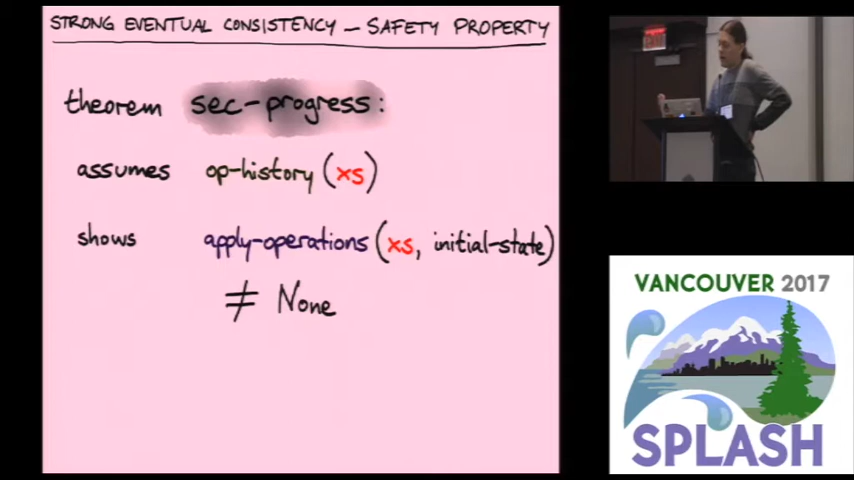 STRONG EVENTUAL CONSISTENCY – SAFETY PROPERTY
theorem sec-progress:
assumes op-history (xs)
shows apply-operations (xs, initial-state)
≠ None
EXIT
VANCOUVER 2017
SPLASH